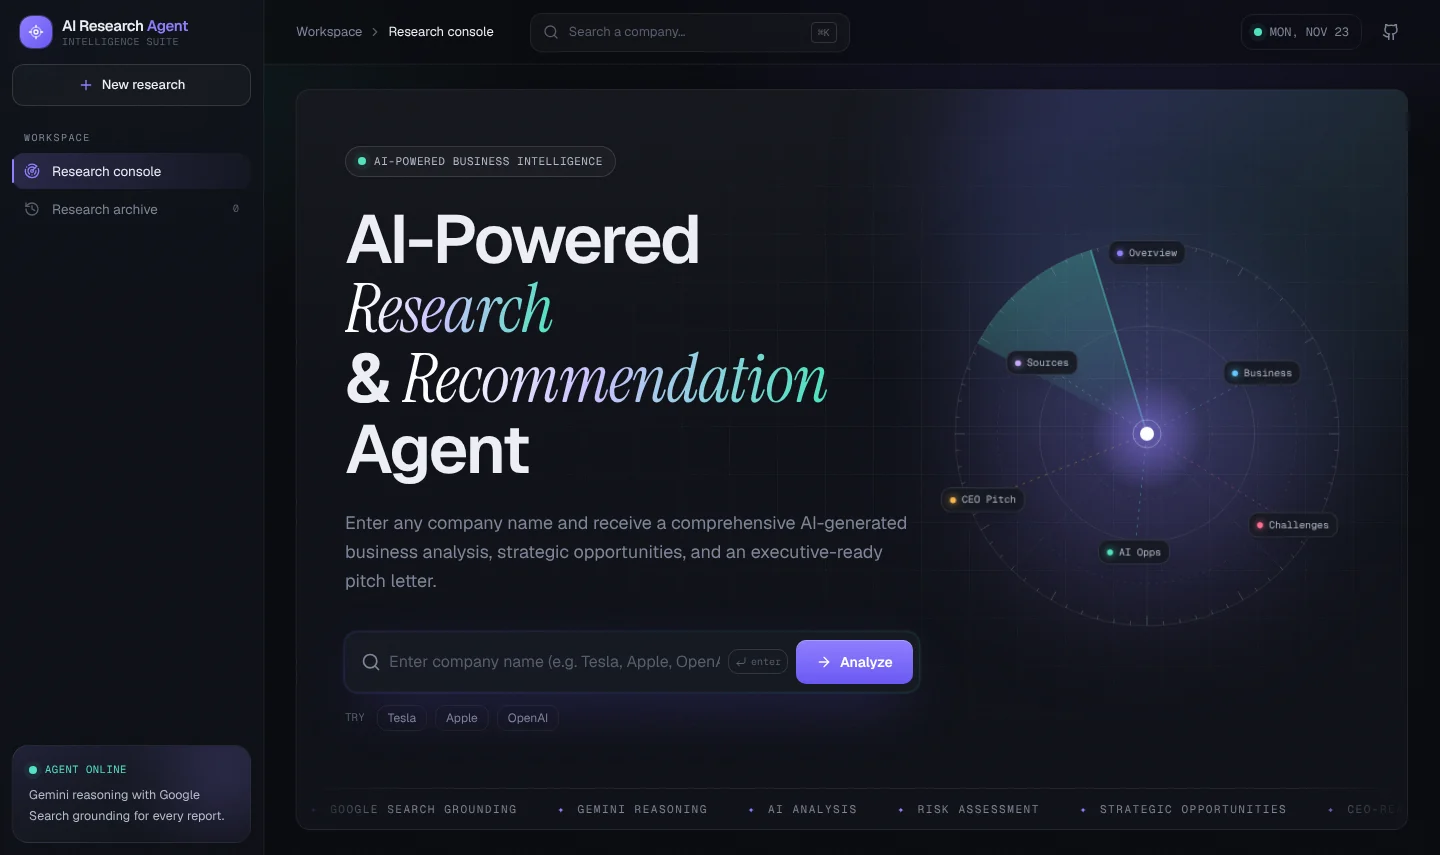 AI Research Agent
INTELLIGENCE SUITE
New research
WORKSPACE
Research console
Research archive 0
AGENT ONLINE
Gemini reasoning with Google
Search grounding for every report.
Workspace > Research console
Search a company… ⌘K
MON, NOV 23
AI-POWERED BUSINESS INTELLIGENCE
AI-Powered
Research
& Recommendation
Agent
Enter any company name and receive a comprehensive AI-generated
business analysis, strategic opportunities, and an executive-ready
pitch letter.
Enter company name (e.g. Tesla, Apple, OpenA
enter
Analyze
TRY Tesla Apple OpenAI
Overview
Sources
Business
CEO Pitch
Challenges
AI Opps
GOOGLE SEARCH GROUNDING ✦ GEMINI REASONING ✦ AI ANALYSIS ✦ RISK ASSESSMENT ✦ STRATEGIC OPPORTUNITIES ✦ CEO-RE